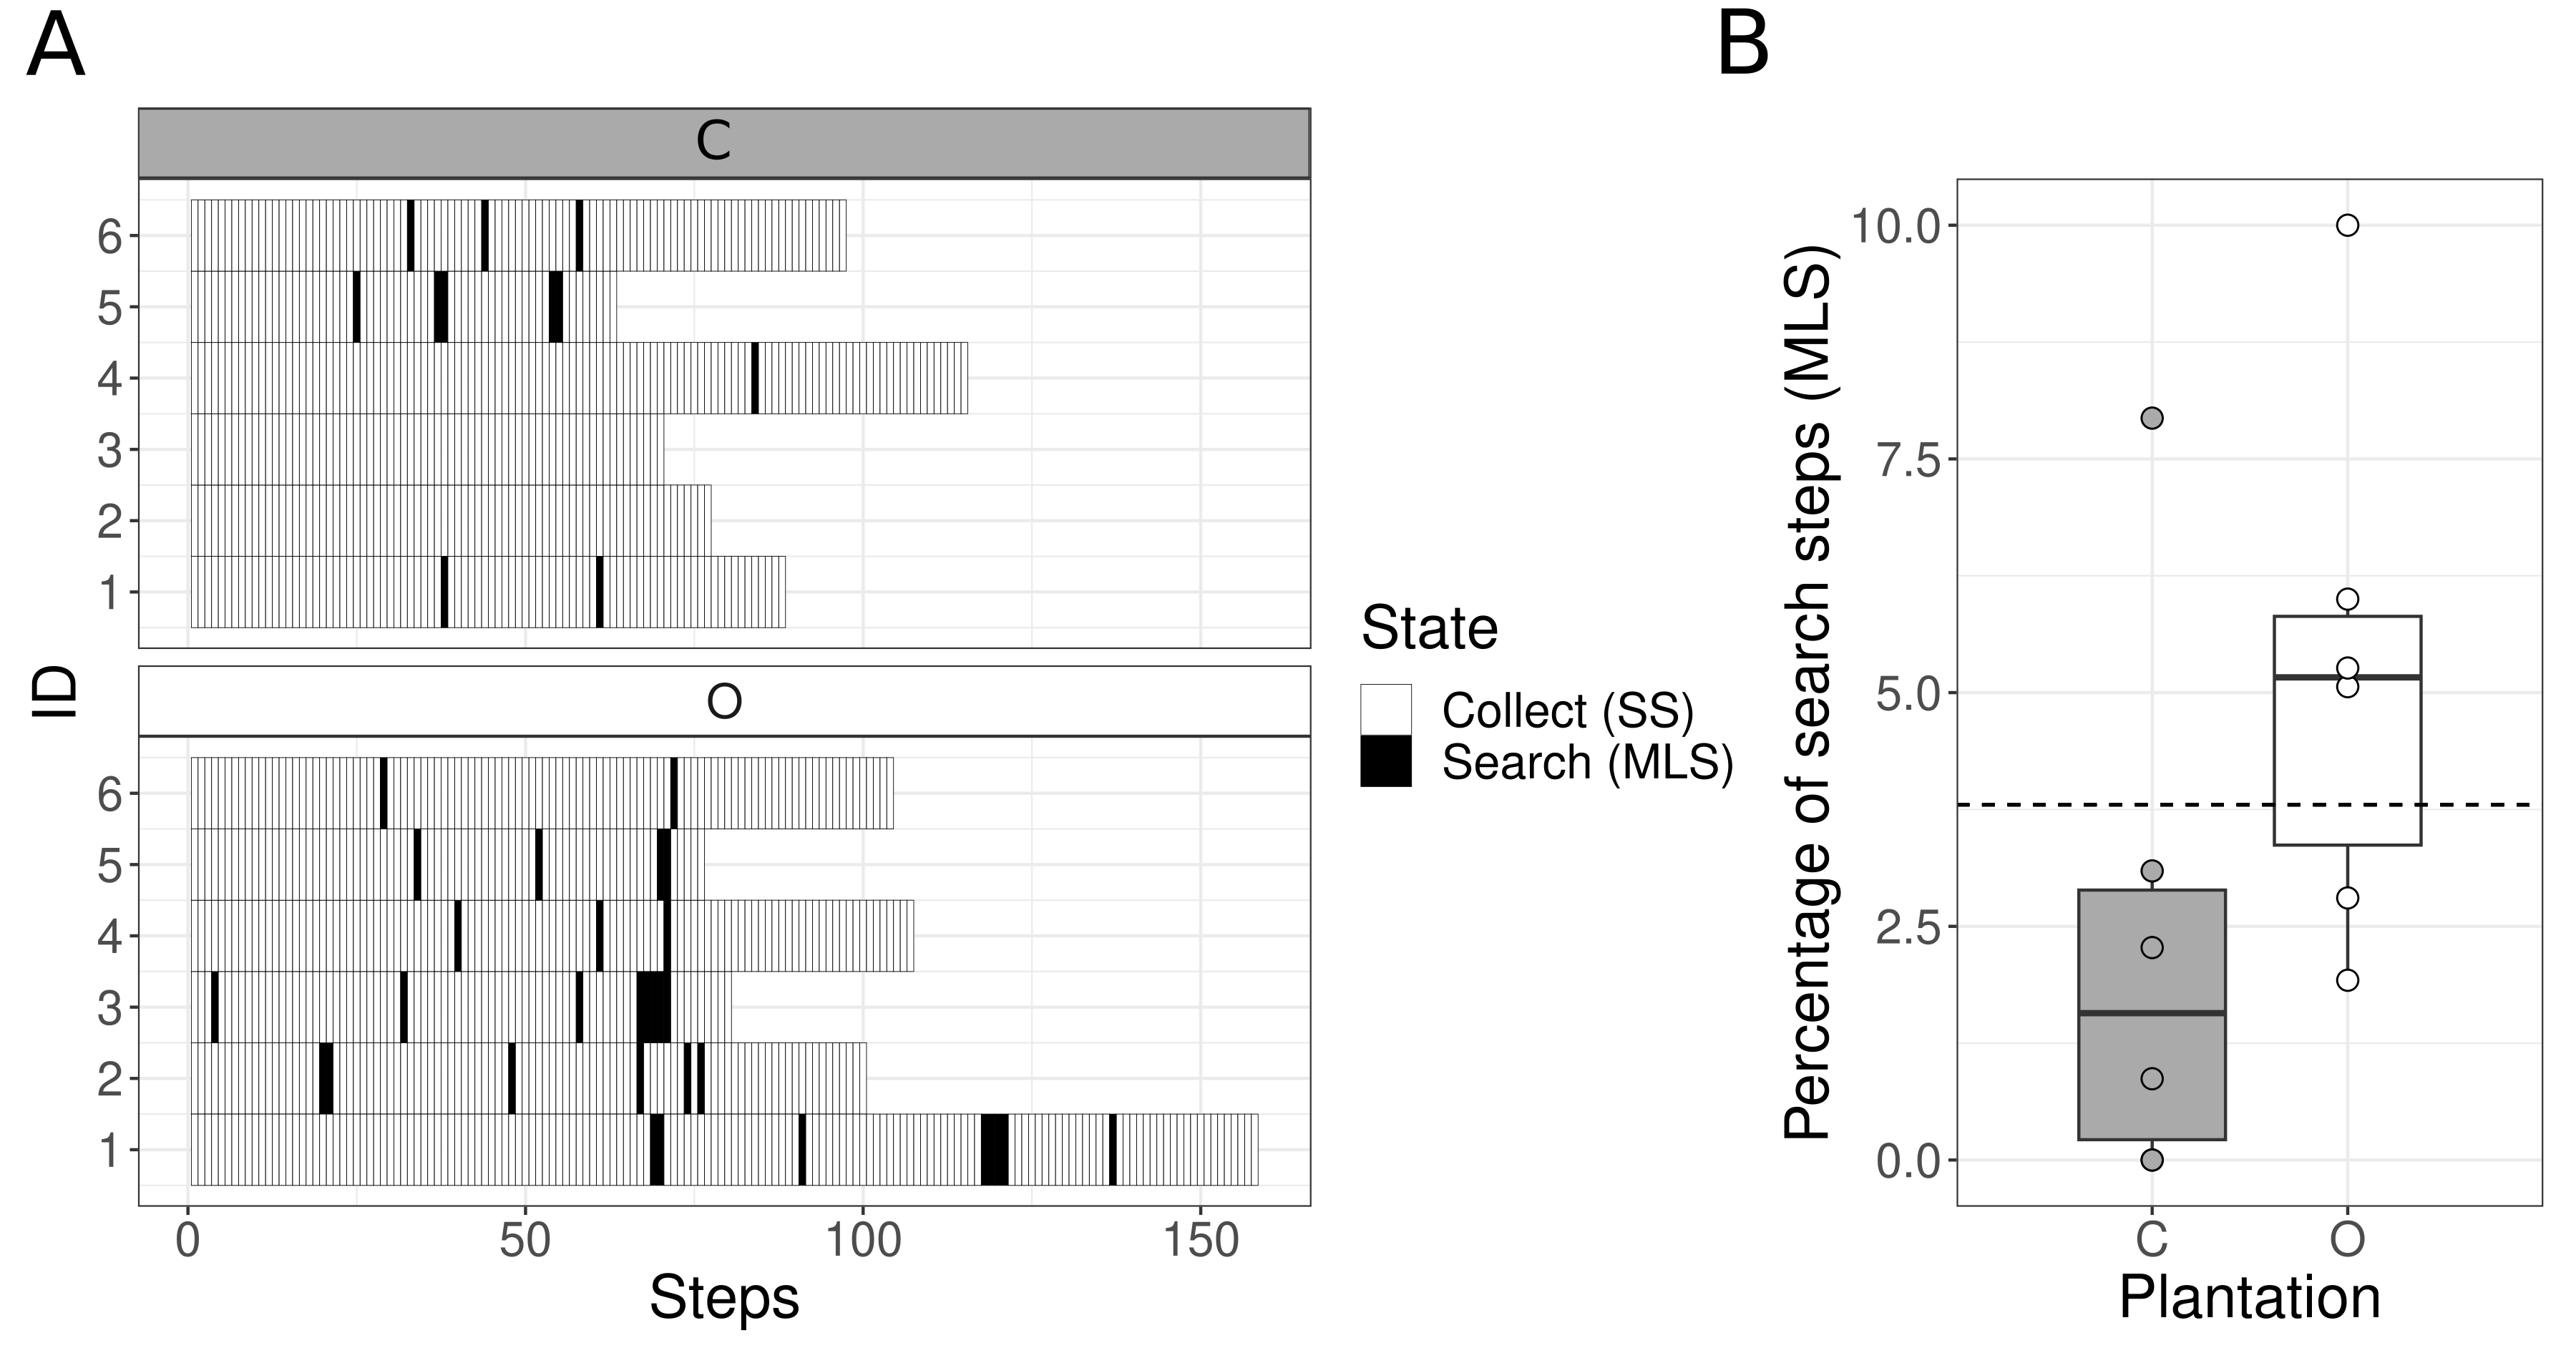 A
B
C
6
5
4
3
2
1
ID
O
6
5
4
3
2
1
0 50 100 150
Steps
State
Collect (SS)
Search (MLS)
Percentage of search steps (MLS)
10.0
7.5
5.0
2.5
0.0
C O
Plantation